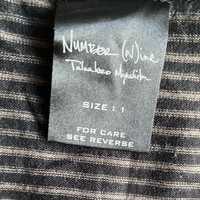 NUMBER (N)ine
Takahiro Miyashita
SIZE : 1
FOR CARE
SEE REVERSE